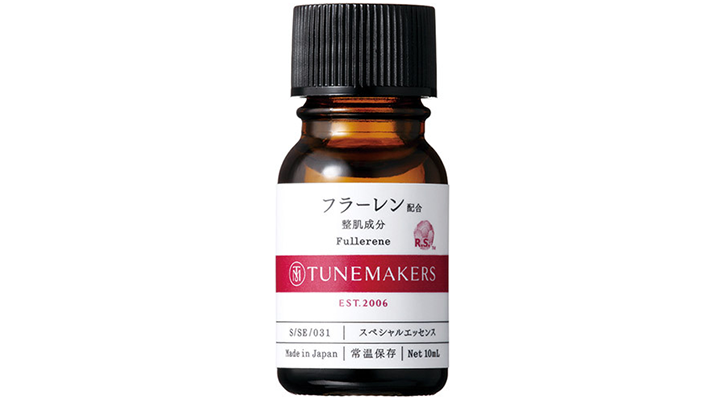 フラーレン配合
整肌成分
Fullerene
R.S.
TM TUNEMAKERS
EST.2006
S/SE/031 スペシャルエッセンス
Made in Japan 常温保存 Net 10mL